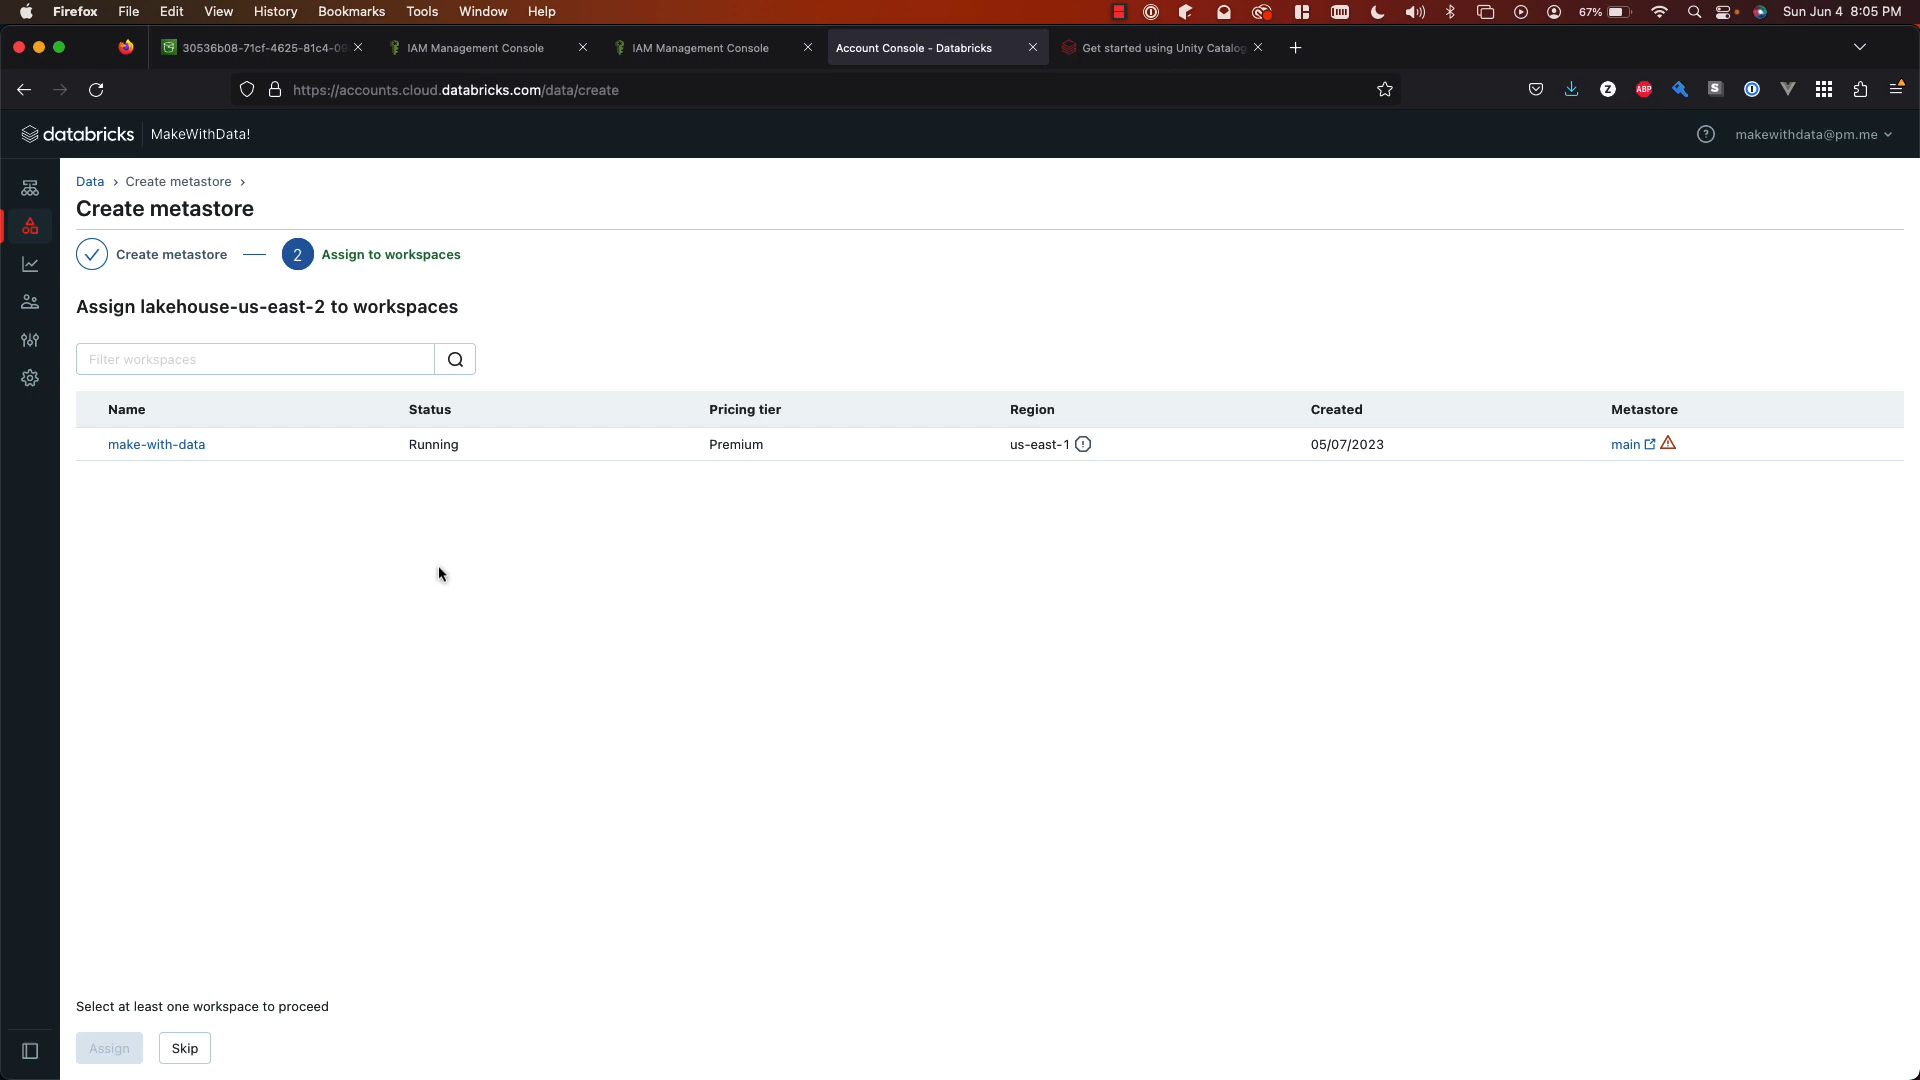 Firefox File Edit View History Bookmarks Tools Window Help 67% Sun Jun 4 8:05 PM
30536b08-71cf-4625-81c4-09 IAM Management Console IAM Management Console Account Console - Databricks Get started using Unity Catalog
https://accounts.cloud.databricks.com/data/create Z ABP S
databricks MakeWithData! ? makewithdata@pm.me
Data › Create metastore ›
Create metastore
Create metastore 2 Assign to workspaces
Assign lakehouse-us-east-2 to workspaces
Filter workspaces
Name Status Pricing tier Region Created Metastore
make-with-data Running Premium us-east-1 05/07/2023 main
Select at least one workspace to proceed
Assign Skip